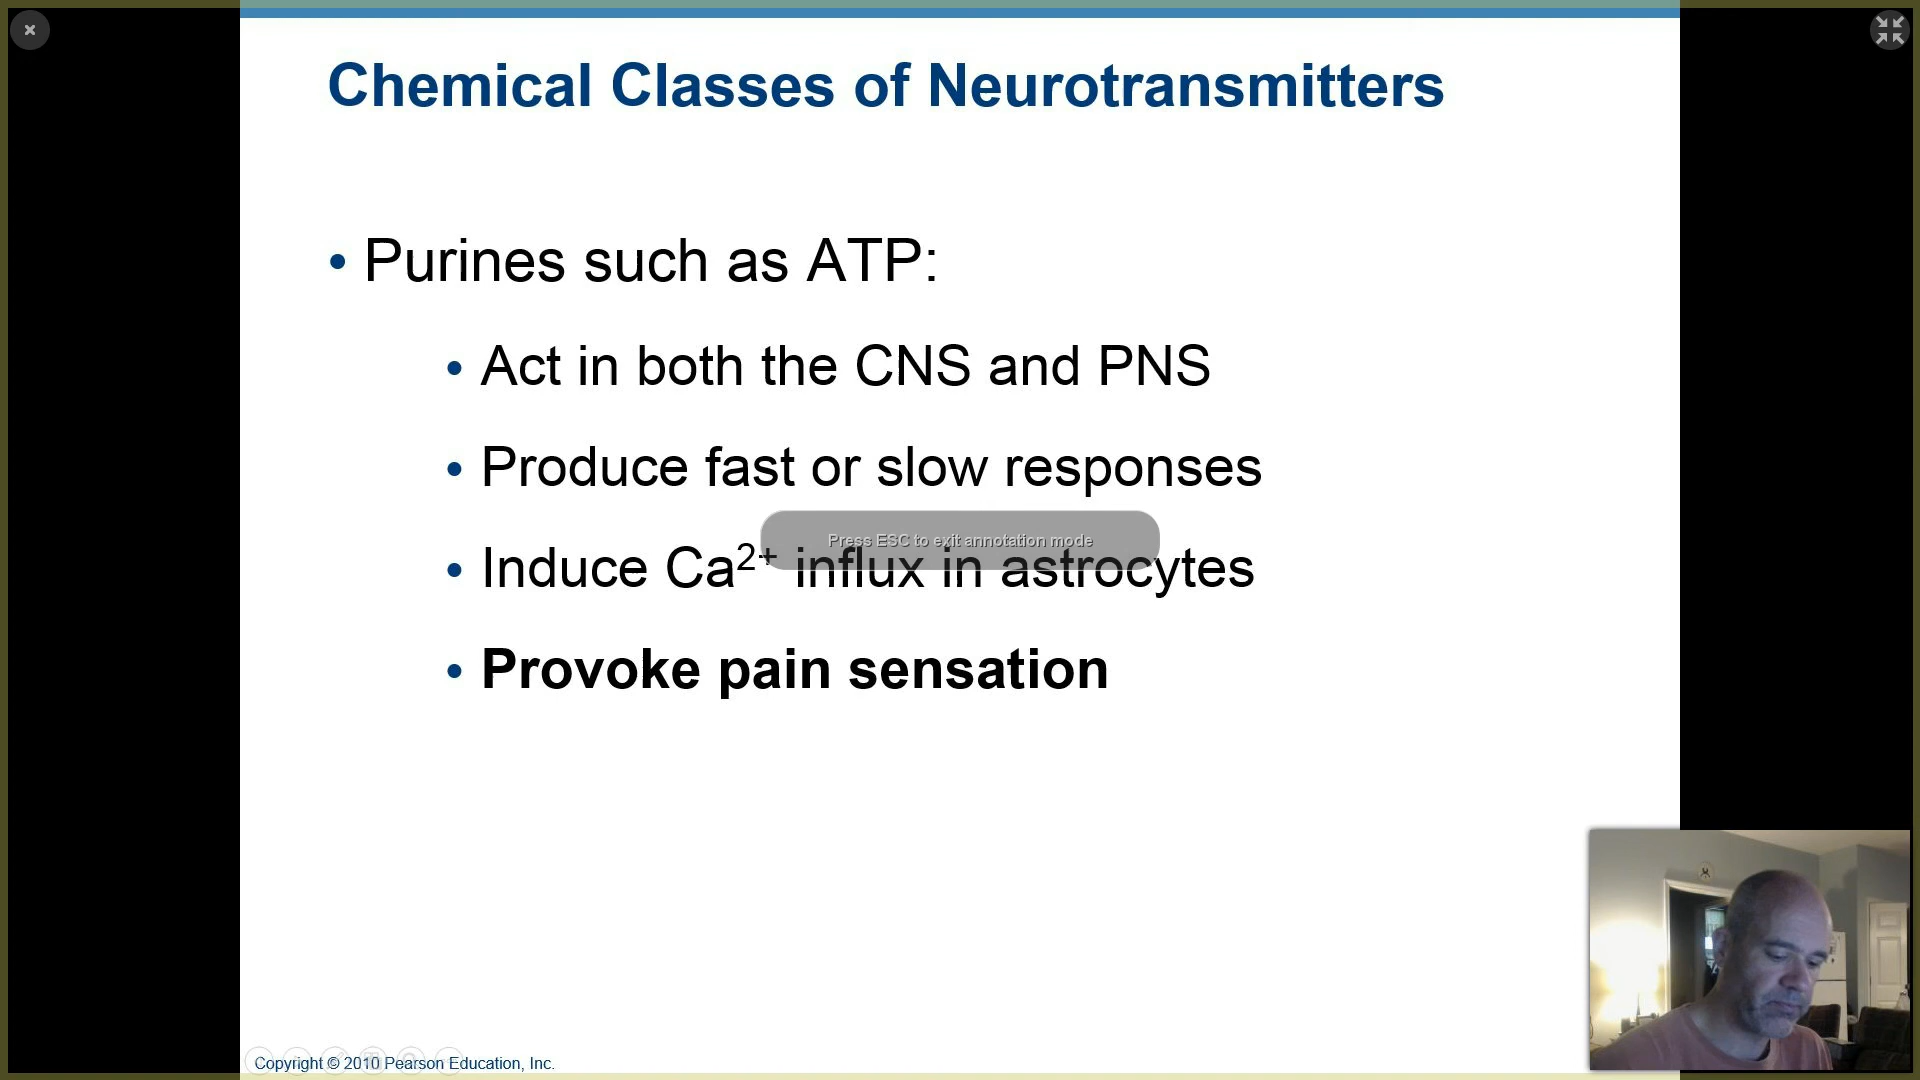 Chemical Classes of Neurotransmitters
• Purines such as ATP:
• Act in both the CNS and PNS
• Produce fast or slow responses
Press ESC to exit annotation mode
• Induce Ca²⁺ influx in astrocytes
• Provoke pain sensation
Copyright © 2010 Pearson Education, Inc.